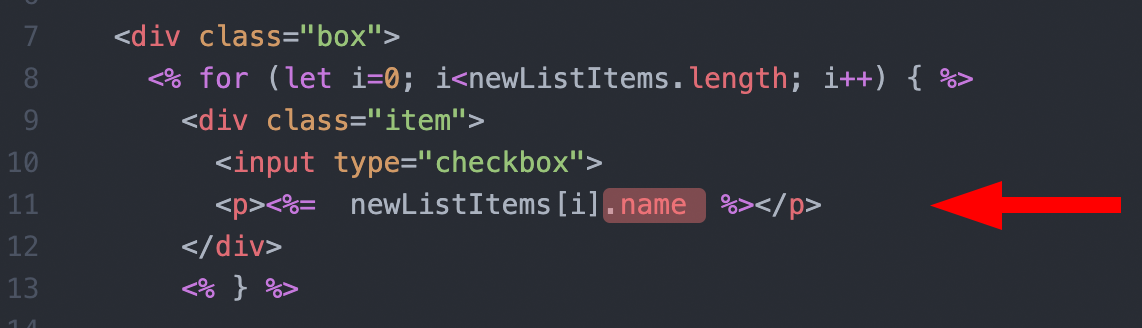 7 <div class="box">
8 <% for (let i=0; i<newListItems.length; i++) { %>
9 <div class="item">
10 <input type="checkbox">
11 <p><%=  newListItems[i].name  %></p>
12 </div>
13 <% } %>